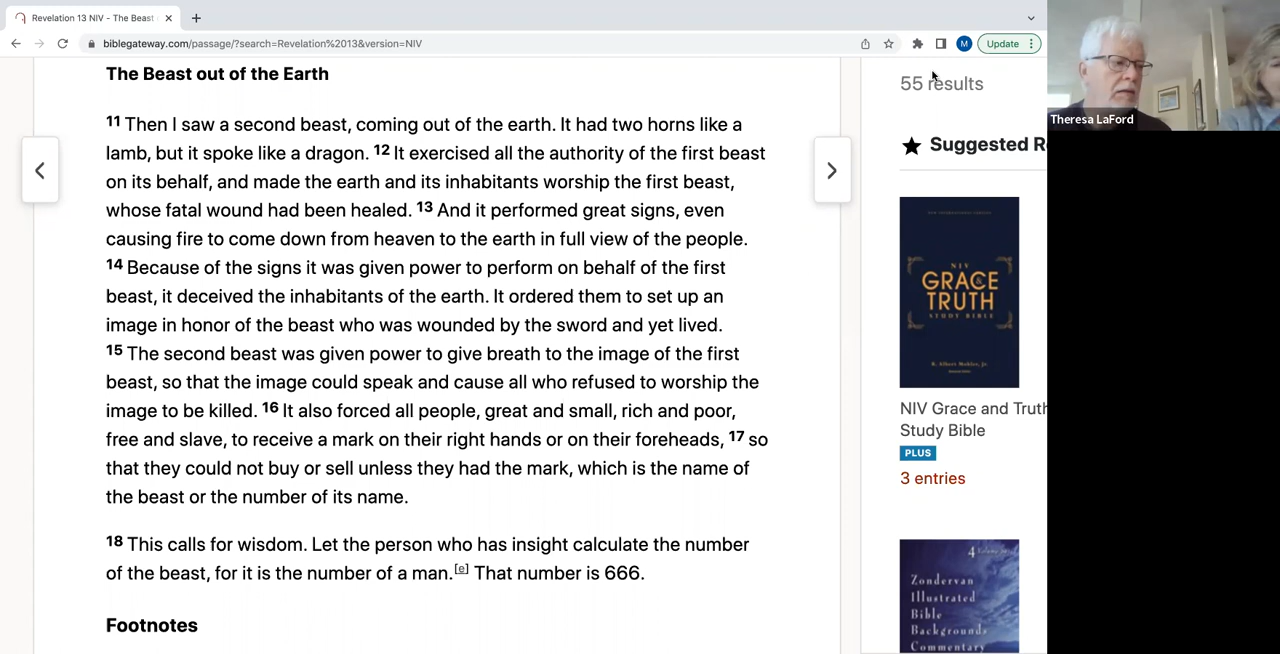 Revelation 13 NIV - The Beast
biblegateway.com/passage/?search=Revelation%2013&version=NIV
M
Update
The Beast out of the Earth
11 Then I saw a second beast, coming out of the earth. It had two horns like a
lamb, but it spoke like a dragon. 12 It exercised all the authority of the first beast
on its behalf, and made the earth and its inhabitants worship the first beast,
whose fatal wound had been healed. 13 And it performed great signs, even
causing fire to come down from heaven to the earth in full view of the people.
14 Because of the signs it was given power to perform on behalf of the first
beast, it deceived the inhabitants of the earth. It ordered them to set up an
image in honor of the beast who was wounded by the sword and yet lived.
15 The second beast was given power to give breath to the image of the first
beast, so that the image could speak and cause all who refused to worship the
image to be killed. 16 It also forced all people, great and small, rich and poor,
free and slave, to receive a mark on their right hands or on their foreheads, 17 so
that they could not buy or sell unless they had the mark, which is the name of
the beast or the number of its name.
18 This calls for wisdom. Let the person who has insight calculate the number
of the beast, for it is the number of a man.[e] That number is 666.
Footnotes
55 results
Suggested R
NIV
GRACE &
TRUTH
STUDY BIBLE
NIV Grace and Truth
Study Bible
PLUS
3 entries
4 Volume
Zondervan
Illustrated
Bible
Backgrounds
Commentary
Theresa LaFord